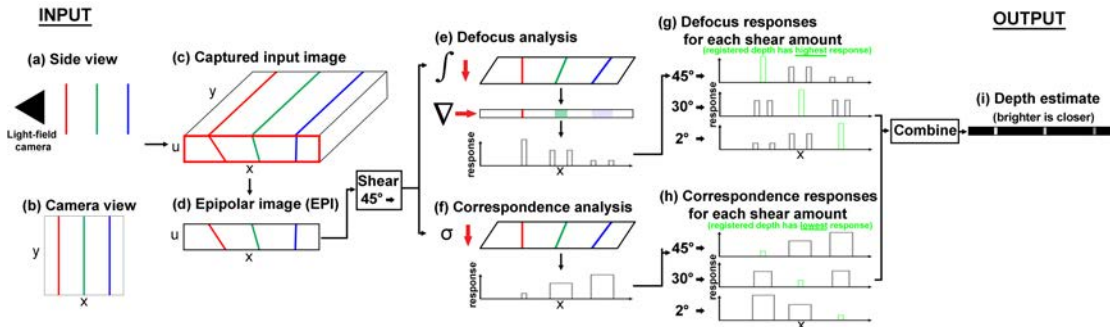 INPUT
(a) Side view
Light-field
camera
(b) Camera view
y
x
(c) Captured input image
y
u
x
(d) Epipolar image (EPI)
u
x
Shear
45°
(e) Defocus analysis
∫
∇
response
x
(f) Correspondence analysis
σ
response
x
(g) Defocus responses
for each shear amount
(registered depth has highest response)
45°
30°
2°
response
x
(h) Correspondence responses
for each shear amount
(registered depth has lowest response)
45°
30°
2°
response
x
Combine
OUTPUT
(i) Depth estimate
(brighter is closer)